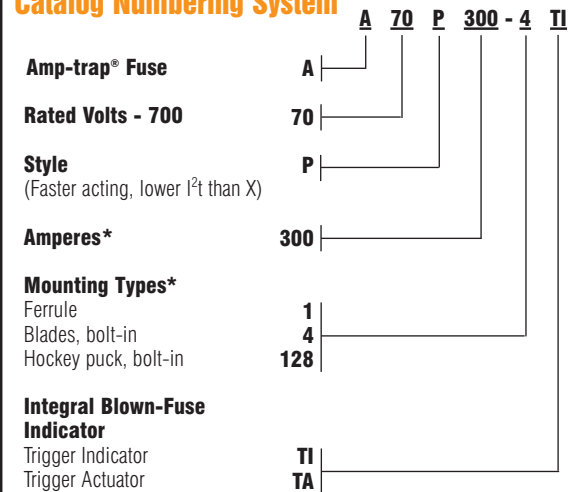 Catalog Numbering System
A 70 P 300 - 4 TI
Amp-trap® Fuse A
Rated Volts - 700 70
Style P
(Faster acting, lower I²t than X)
Amperes* 300
Mounting Types*
Ferrule 1
Blades, bolt-in 4
Hockey puck, bolt-in 128
Integral Blown-Fuse
Indicator
Trigger Indicator TI
Trigger Actuator TA